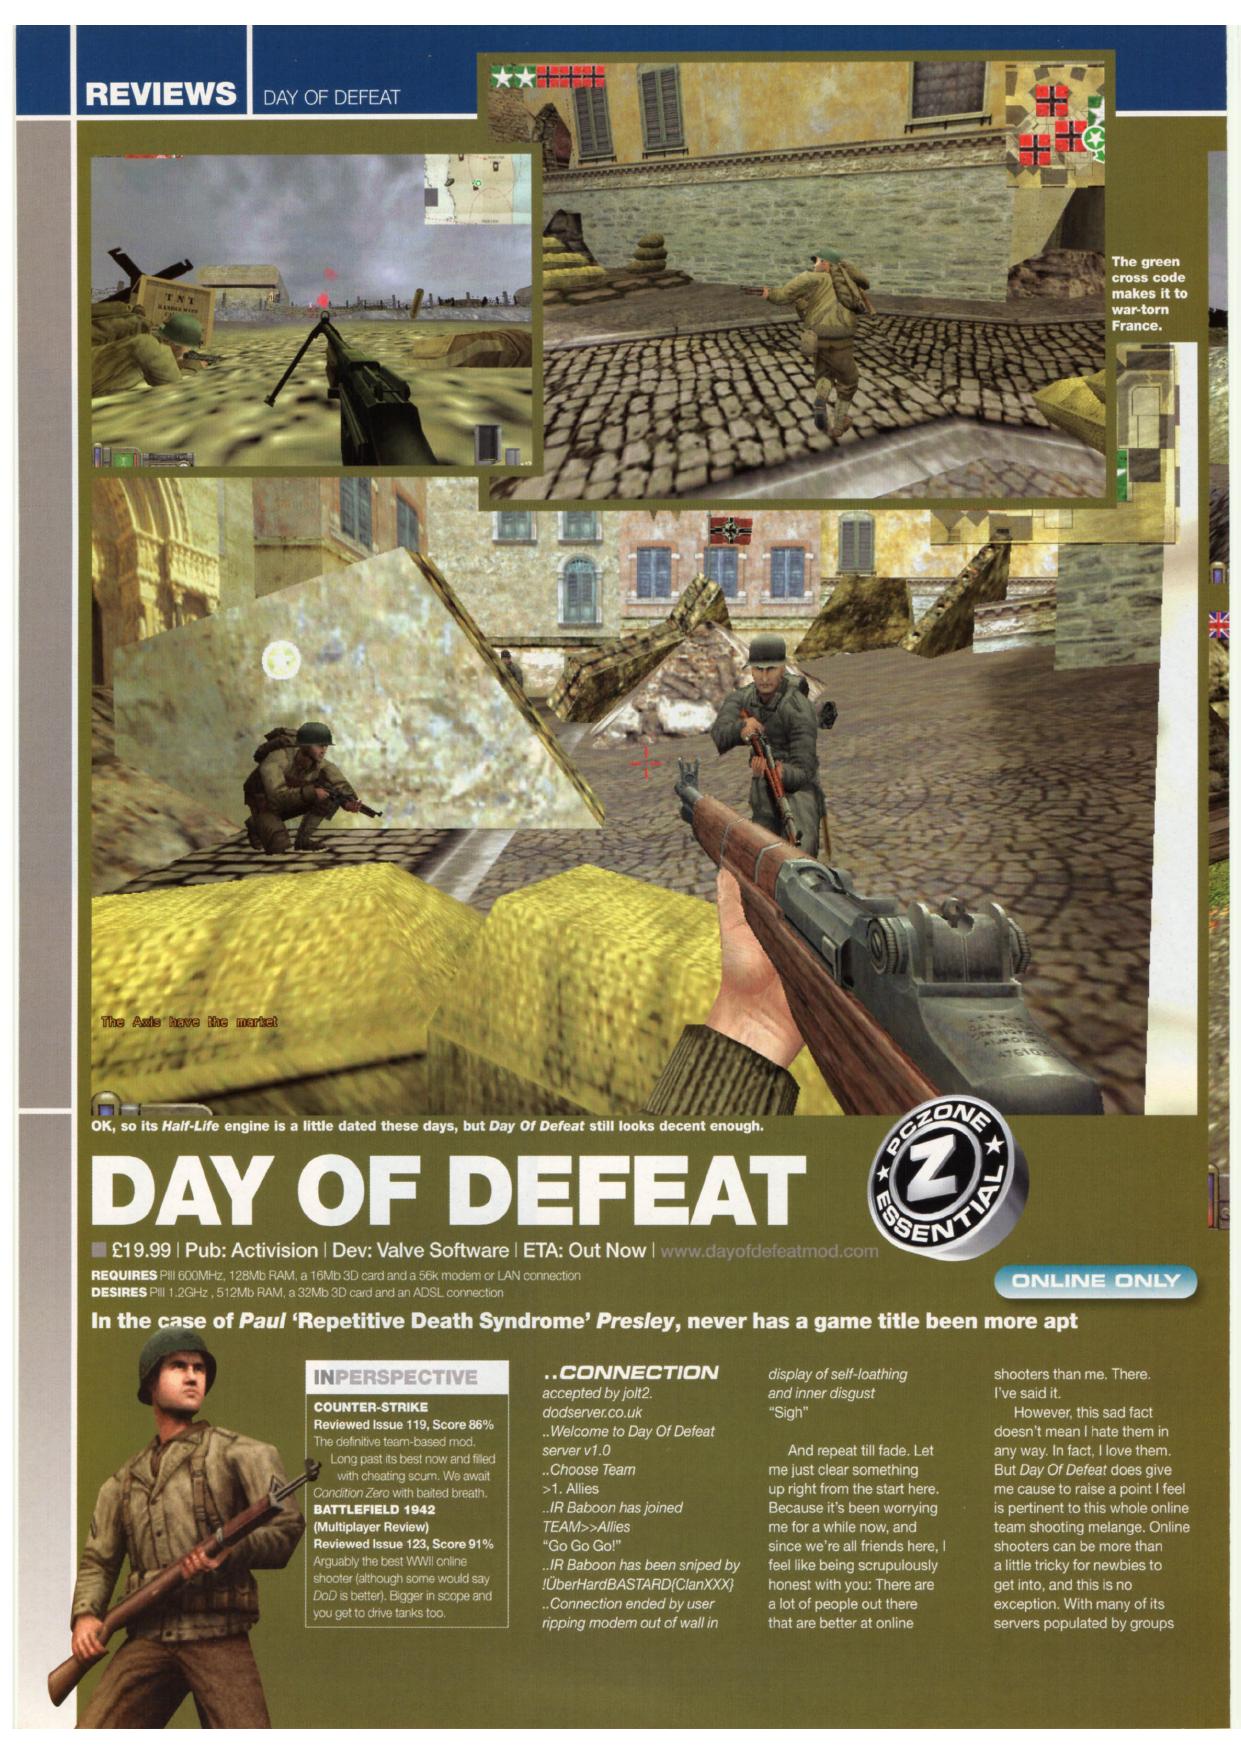 REVIEWS
DAY OF DEFEAT
TNT
The green
cross code
makes it to
war-torn
France.
The Axis have the market
OK, so its Half-Life engine is a little dated these days, but Day Of Defeat still looks decent enough.
PCZONE
Z
ESSENTIAL
DAY OF DEFEAT
£19.99 | Pub: Activision | Dev: Valve Software | ETA: Out Now | www.dayofdefeatmod.com
REQUIRES PIII 600MHz, 128Mb RAM, a 16Mb 3D card and a 56k modem or LAN connection
DESIRES PIII 1.2GHz , 512Mb RAM, a 32Mb 3D card and an ADSL connection
ONLINE ONLY
In the case of Paul ‘Repetitive Death Syndrome’ Presley, never has a game title been more apt
INPERSPECTIVE
COUNTER-STRIKE
Reviewed Issue 119, Score 86%
The definitive team-based mod.
Long past its best now and filled
with cheating scum. We await
Condition Zero with baited breath.
BATTLEFIELD 1942
(Multiplayer Review)
Reviewed Issue 123, Score 91%
Arguably the best WWII online
shooter (although some would say
DoD is better). Bigger in scope and
you get to drive tanks too.
..CONNECTION
accepted by jolt2.
dodserver.co.uk
..Welcome to Day Of Defeat
server v1.0
..Choose Team
>1. Allies
..IR Baboon has joined
TEAM>>Allies
“Go Go Go!”
..IR Baboon has been sniped by
!ÜberHardBASTARD{ClanXXX}
..Connection ended by user
ripping modem out of wall in
display of self-loathing
and inner disgust
“Sigh”
And repeat till fade. Let
me just clear something
up right from the start here.
Because it’s been worrying
me for a while now, and
since we’re all friends here, I
feel like being scrupulously
honest with you: There are
a lot of people out there
that are better at online
shooters than me. There.
I’ve said it.
However, this sad fact
doesn’t mean I hate them in
any way. In fact, I love them.
But Day Of Defeat does give
me cause to raise a point I feel
is pertinent to this whole online
team shooting melange. Online
shooters can be more than
a little tricky for newbies to
get into, and this is no
exception. With many of its
servers populated by groups